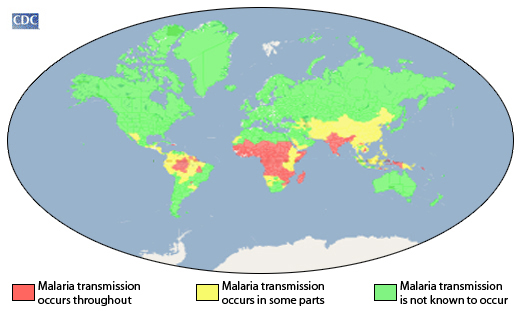 CDC
Malaria transmission
occurs throughout
Malaria transmission
occurs in some parts
Malaria transmission
is not known to occur